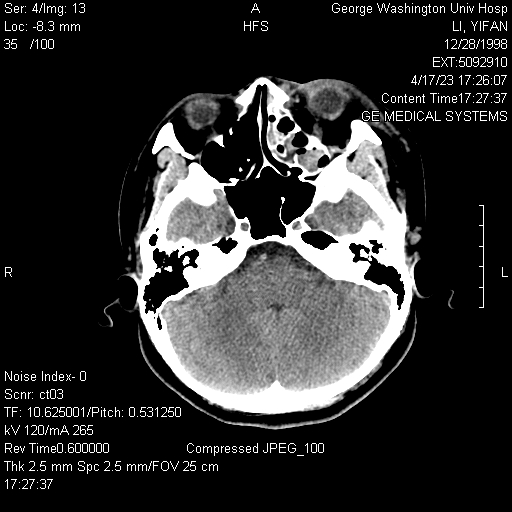 Ser: 4/Img: 13
Loc: -8.3 mm
35 /100
A
HFS
George Washington Univ Hosp
LI, YIFAN
12/28/1998
EXT:5092910
4/17/23 17:26:07
Content Time17:27:37
GE MEDICAL SYSTEMS
R
L
Noise Index- 0
Scnr: ct03
TF: 10.625001/Pitch: 0.531250
kV 120/mA 265
Rev Time0.600000
Compressed JPEG_100
Thk 2.5 mm Spc 2.5 mm/FOV 25 cm
17:27:37